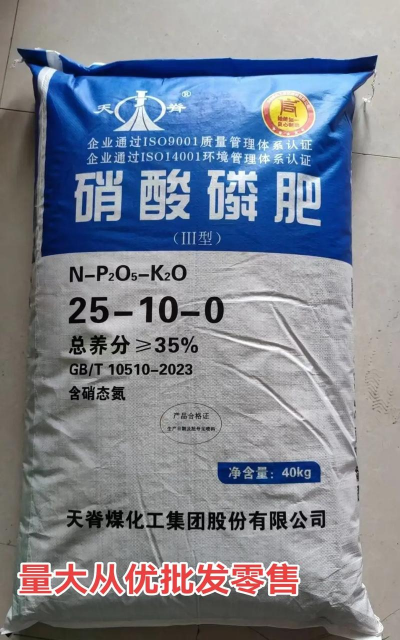 天脊
企业通过ISO9001质量管理体系认证
企业通过ISO14001环境管理体系认证
硝酸磷肥
(III型)
N-P₂O₅-K₂O
25-10-0
总养分≥35%
GB/T 10510-2023
含硝态氮
产品合格证
净含量：40kg
天脊煤化工集团股份有限公司
量大从优批发零售